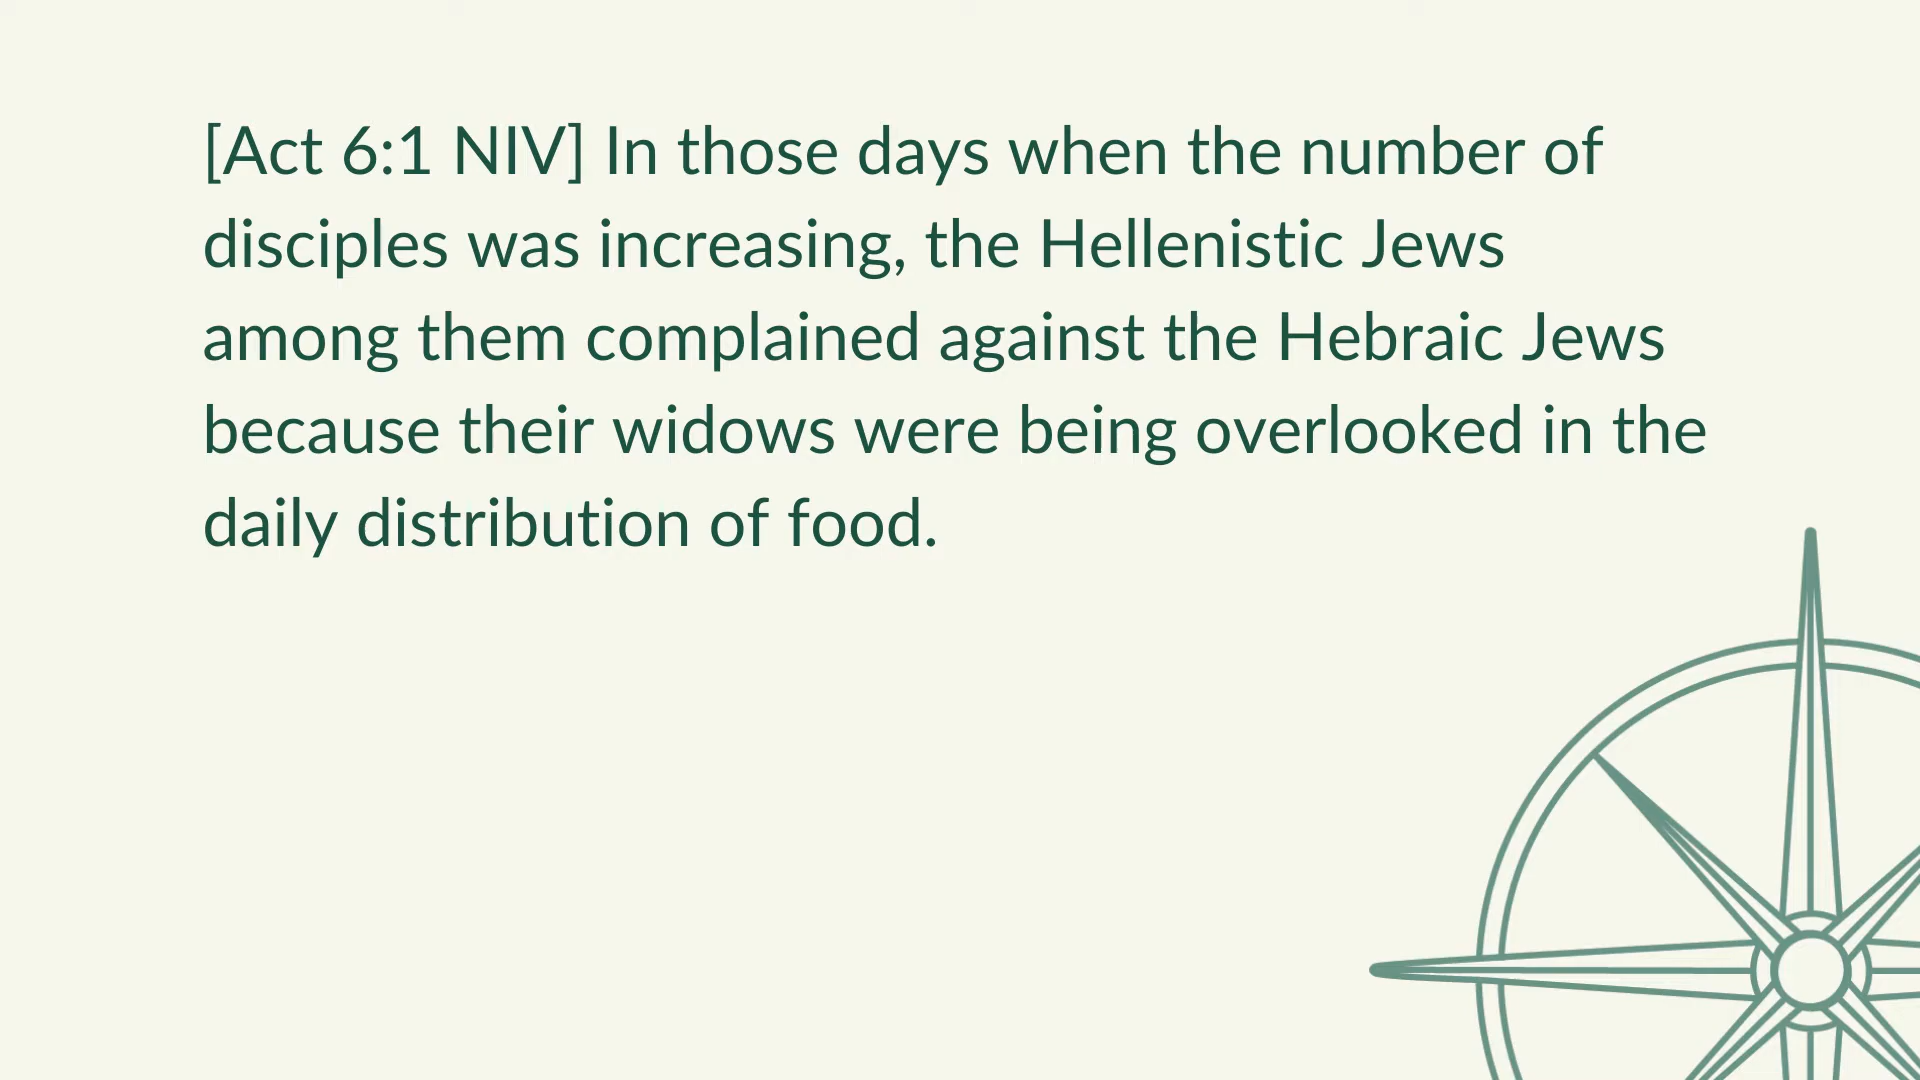 [Act 6:1 NIV] In those days when the number of
disciples was increasing, the Hellenistic Jews
among them complained against the Hebraic Jews
because their widows were being overlooked in the
daily distribution of food.